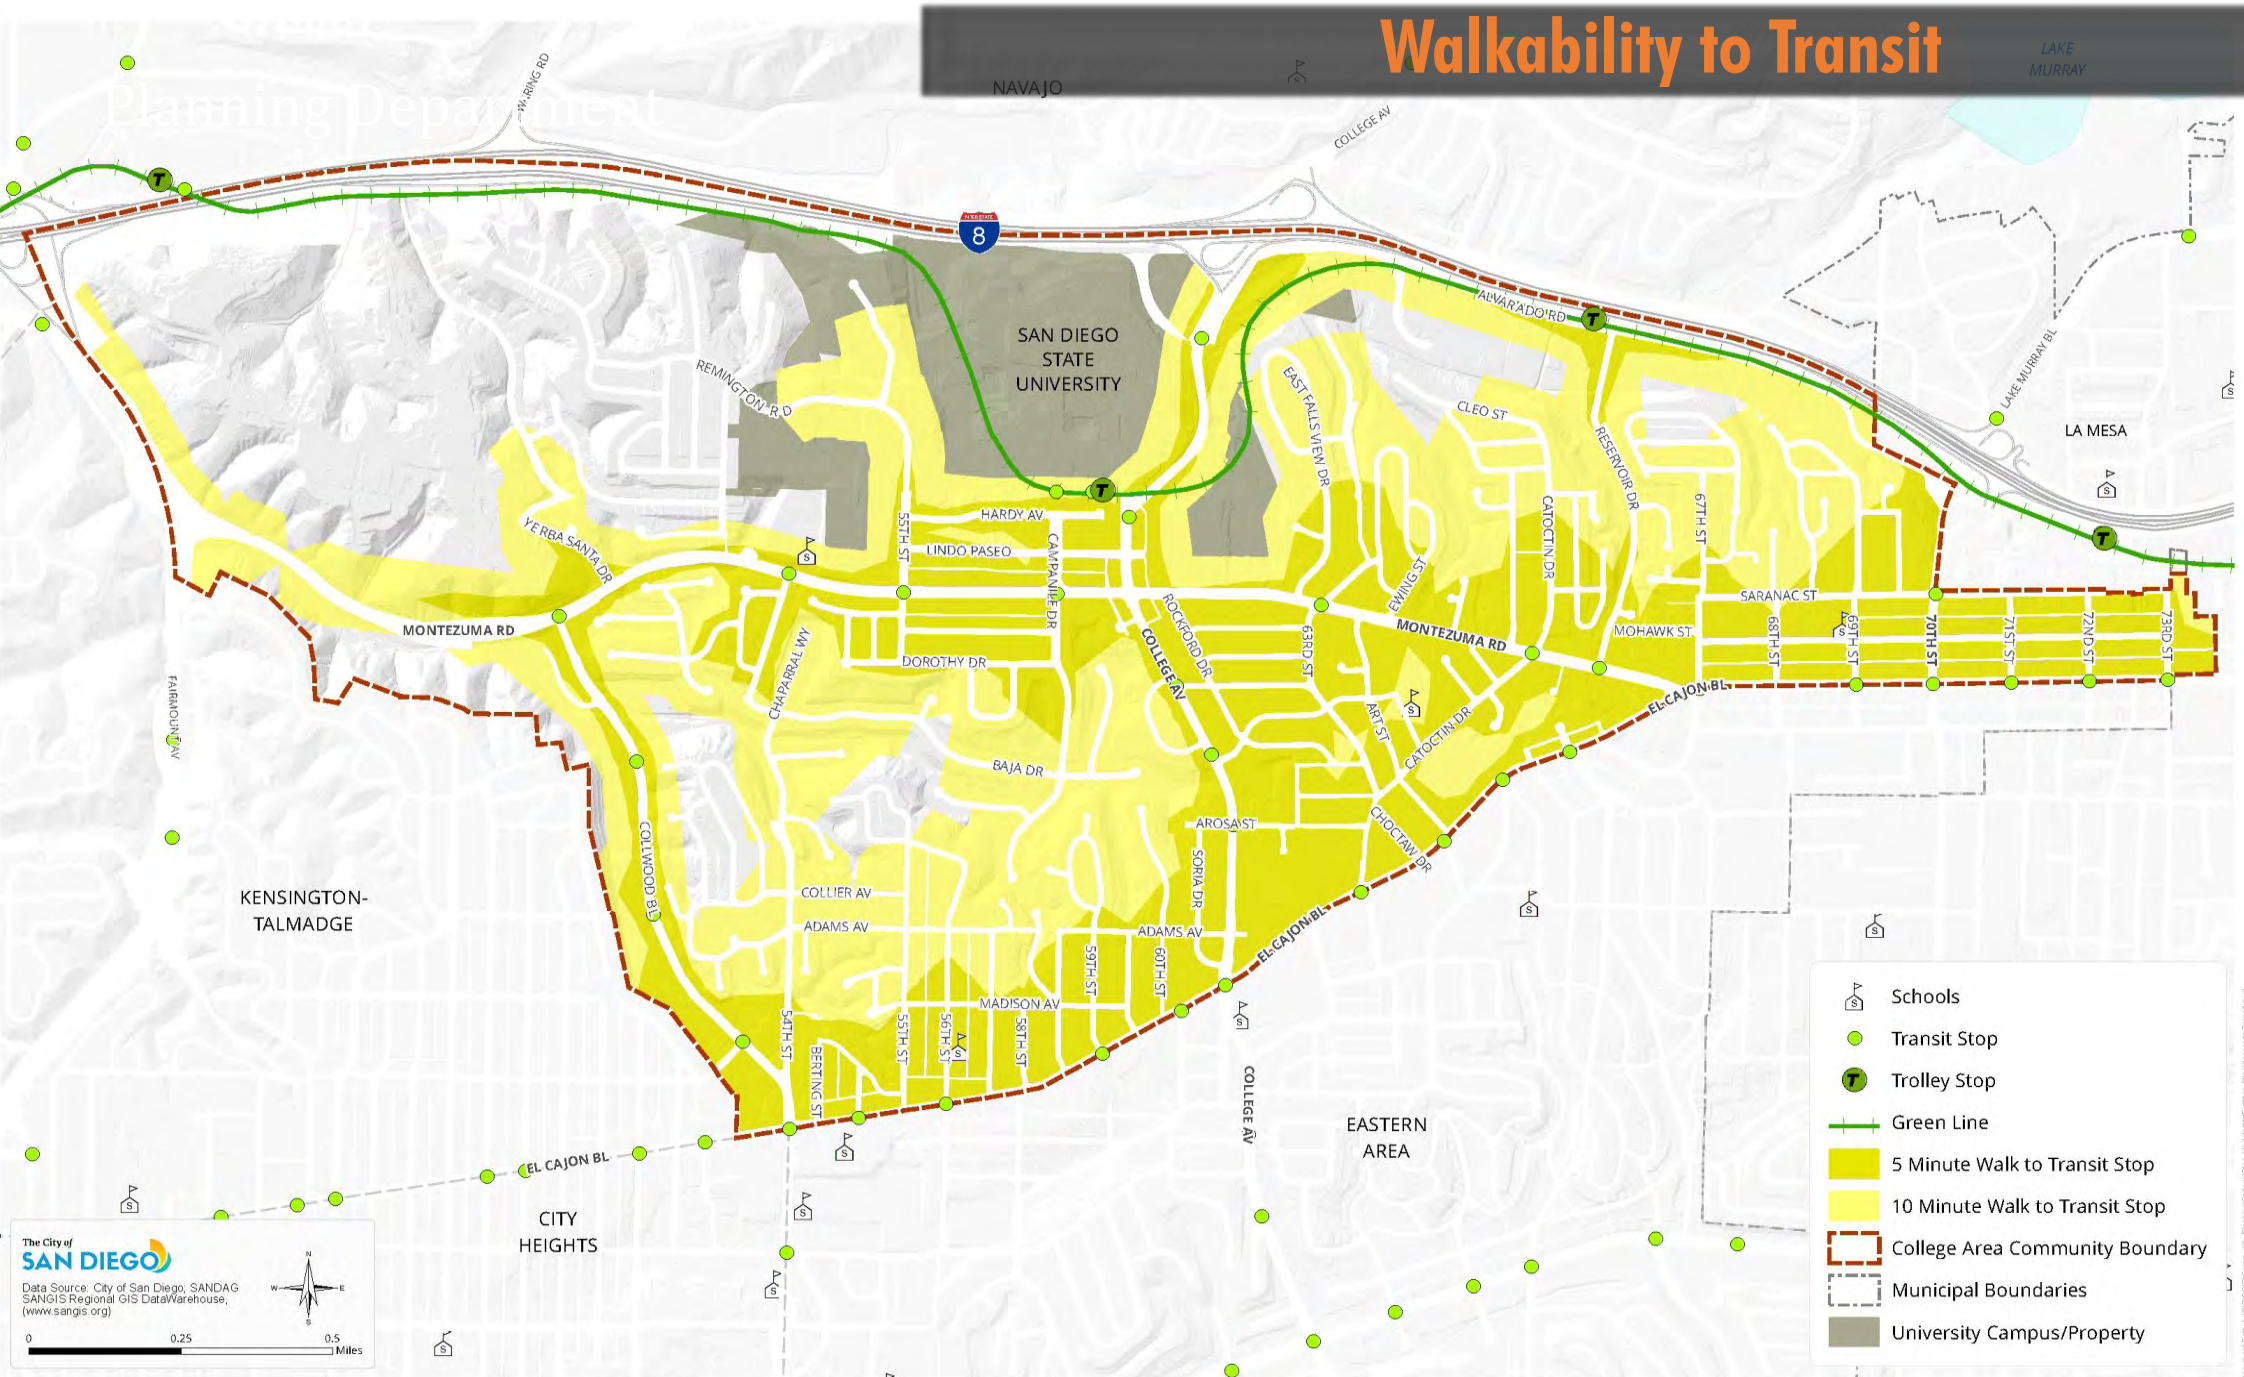 Walkability to Transit
Planning Department
LAKE
MURRAY
NAVAJO
WARING RD
COLLEGE AV
INTERSTATE
8
ALVARADO RD
LAKE MURRAY BL
LA MESA
SAN DIEGO
STATE
UNIVERSITY
REMINGTON RD
EAST FALLS VIEW DR
CLEO ST
RESERVOIR DR
CATOCTIN DR
67TH ST
HARDY AV
LINDO PASEO
55TH ST
CAMPANILE DR
YERBA SANTA DR
MONTEZUMA RD
EWING ST
SARANAC ST
ROCKFORD DR
COLLEGE AV
63RD ST
MONTEZUMA RD
MOHAWK ST
68TH ST
69TH ST
70TH ST
71ST ST
72ND ST
73RD ST
CHAPARRAL WY
DOROTHY DR
FAIRMOUNT AV
ART ST
CATOCTIN DR
EL CAJON BL
BAJA DR
COLLWOOD BL
AROSA ST
CHOCTAW DR
SORIA DR
COLLIER AV
ADAMS AV
ADAMS AV
KENSINGTON-
TALMADGE
EL CAJON BL
59TH ST
60TH ST
MADISON AV
54TH ST
BERTING ST
55TH ST
56TH ST
58TH ST
COLLEGE AV
EASTERN
AREA
EL CAJON BL
CITY
HEIGHTS
Schools
Transit Stop
T Trolley Stop
Green Line
5 Minute Walk to Transit Stop
10 Minute Walk to Transit Stop
College Area Community Boundary
Municipal Boundaries
University Campus/Property
The City of
SAN DIEGO
Data Source: City of San Diego, SANDAG
SANGIS Regional GIS DataWarehouse,
(www.sangis.org)
N
W E
S
0 0.25 0.5
Miles